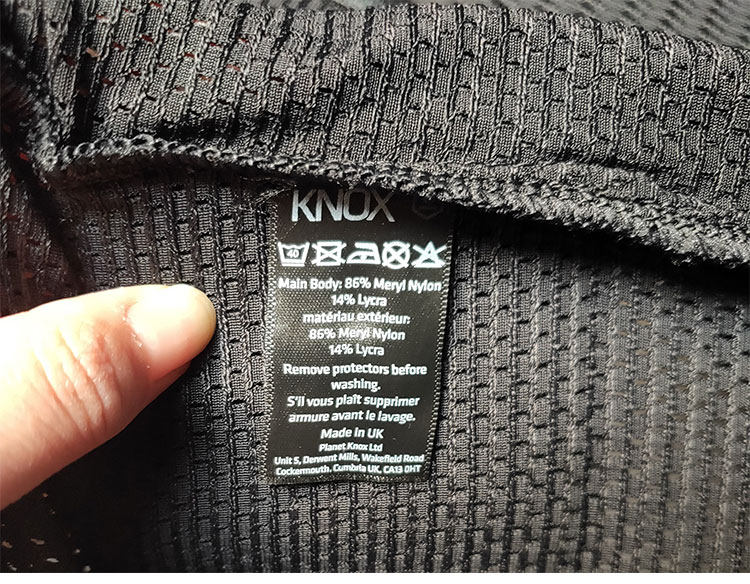 KNOX
40
Main Body: 86% Meryl Nylon
14% Lycra
matériau extérieur:
86% Meryl Nylon
14% Lycra
Remove protectors before
washing.
S'il vous plaît supprimer
armure avant le lavage.
Made in UK
Planet Knox Ltd
Unit 5, Derwent Mills, Wakefield Road
Cockermouth, Cumbria UK, CA13 0HT